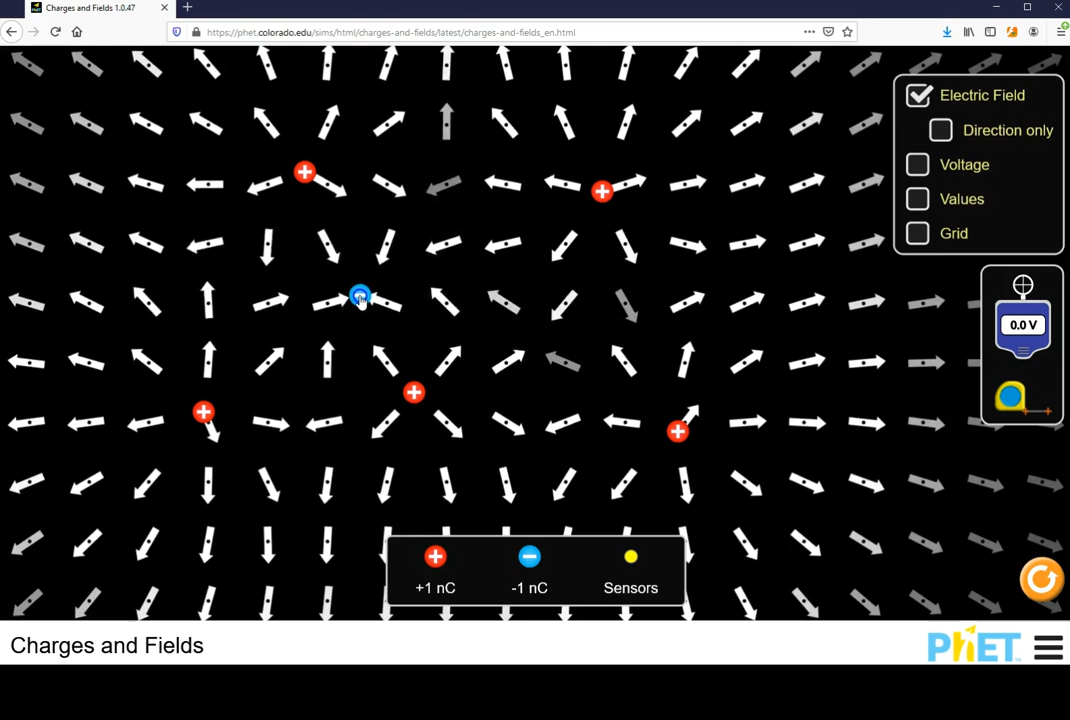 PhET Charges and Fields 1.0.47
https://phet.colorado.edu/sims/html/charges-and-fields/latest/charges-and-fields_en.html
Electric Field
Direction only
Voltage
Values
Grid
0.0 V
+1 nC
-1 nC
Sensors
Charges and Fields
PhET